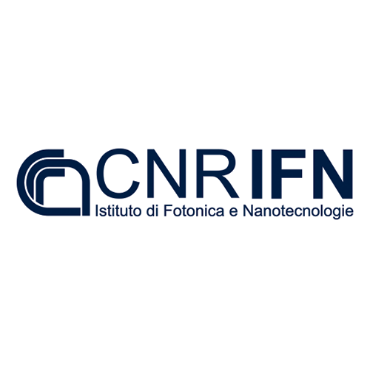 CNR IFN
Istituto di Fotonica e Nanotecnologie